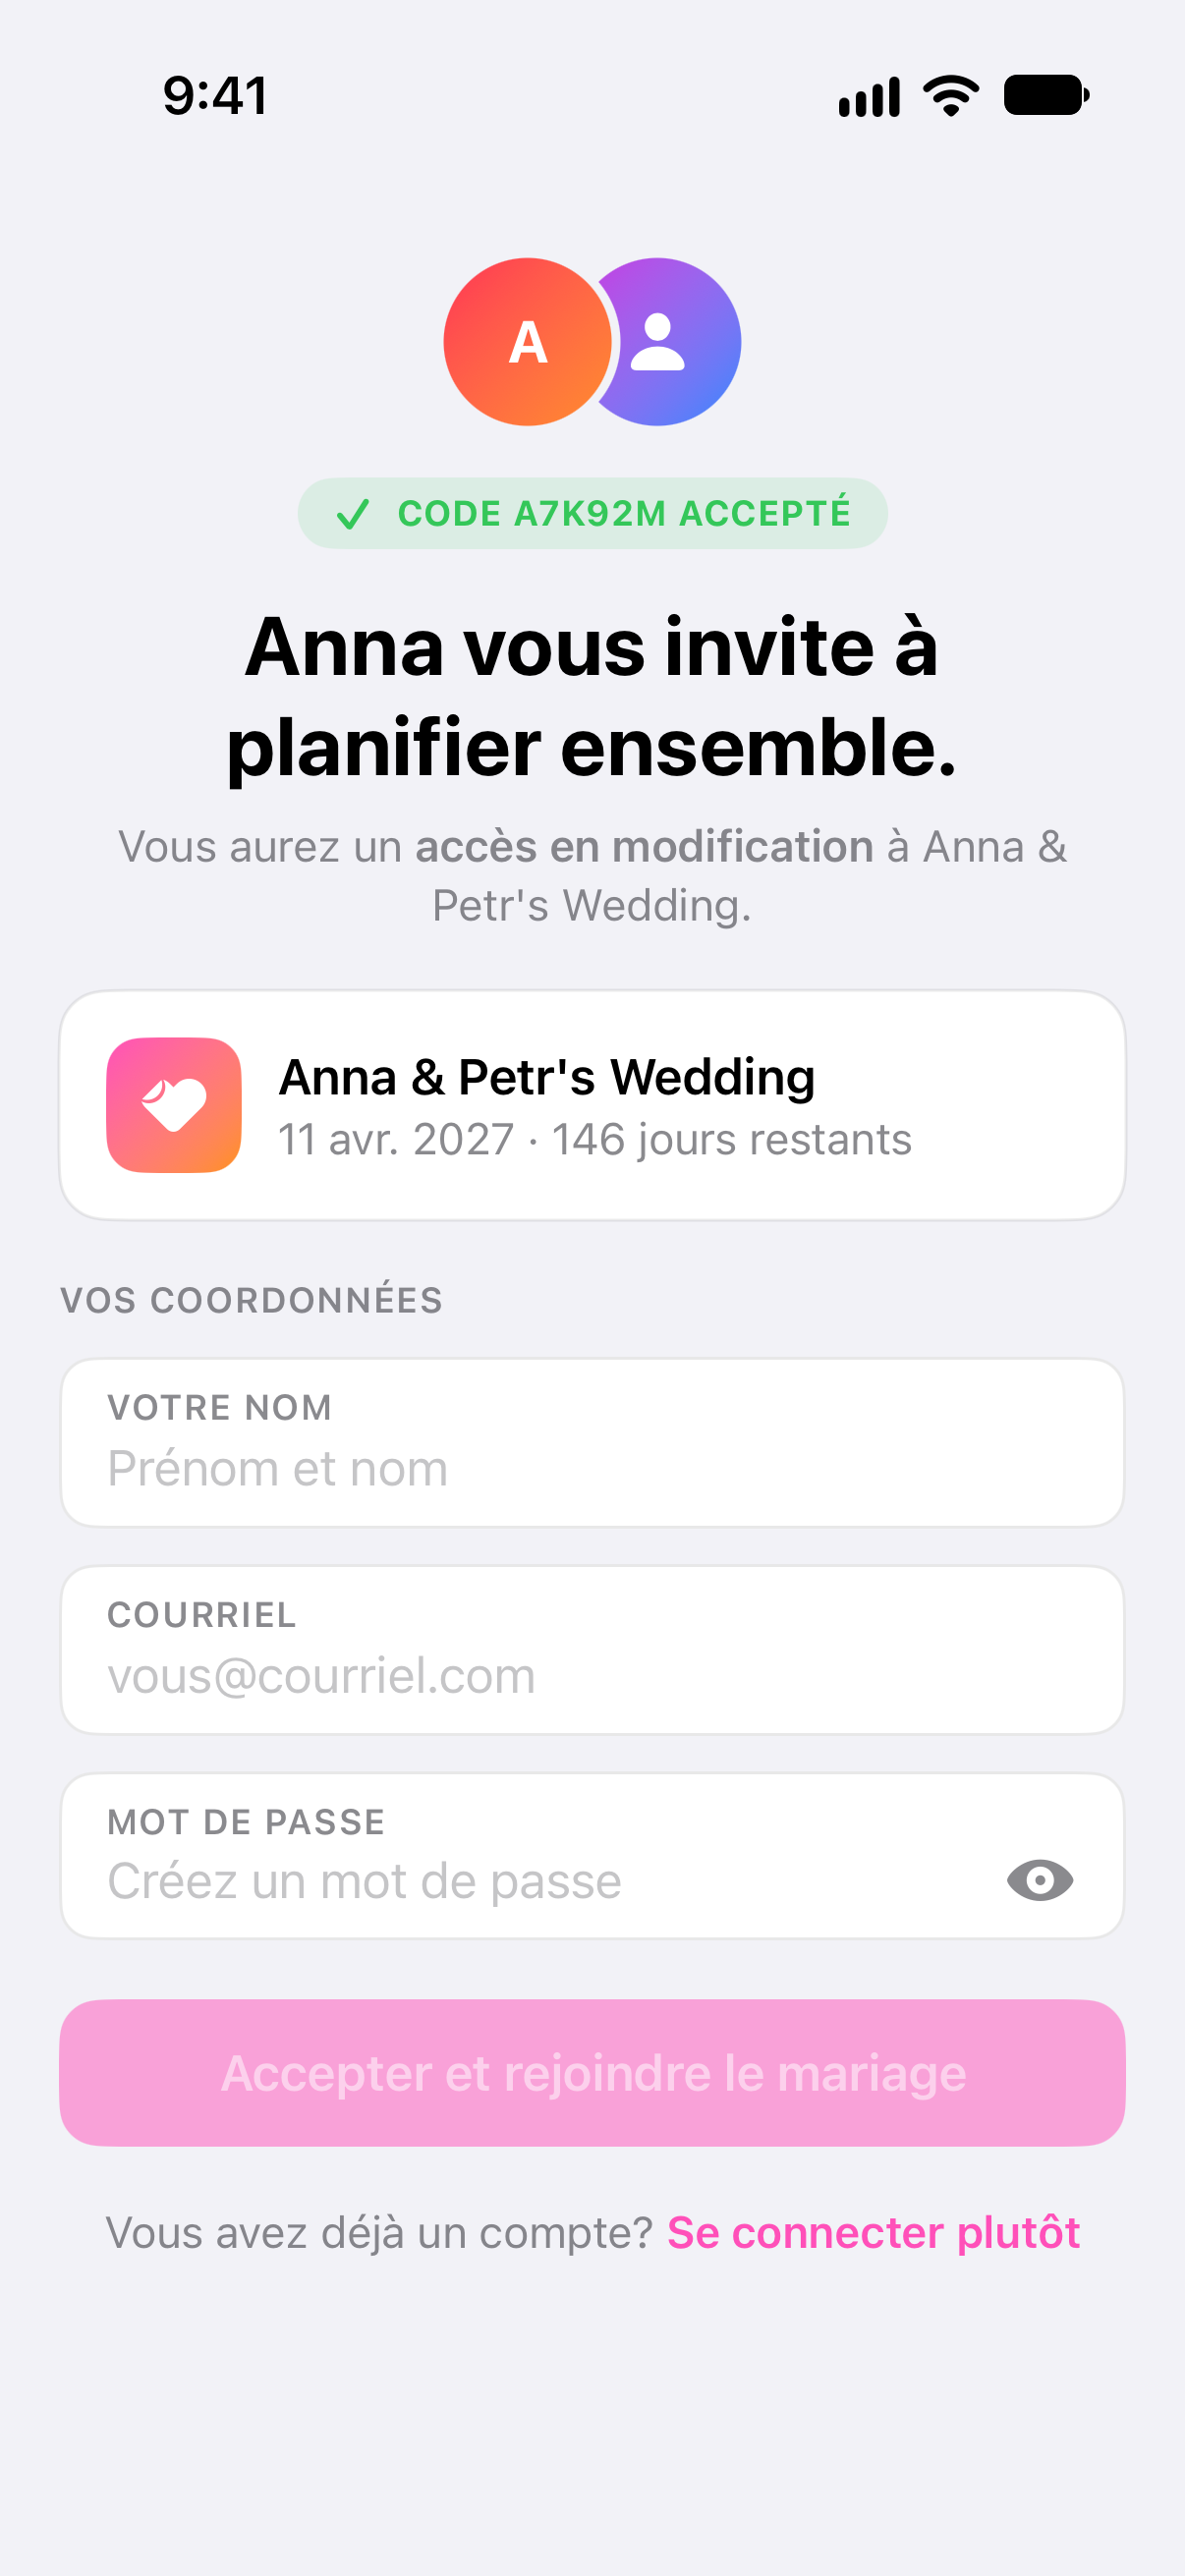 9:41
A
CODE A7K92M ACCEPTÉ
Anna vous invite à
planifier ensemble.
Vous aurez un accès en modification à Anna &
Petr's Wedding.
Anna & Petr's Wedding
11 avr. 2027 · 146 jours restants
VOS COORDONNÉES
VOTRE NOM
Prénom et nom
COURRIEL
vous@courriel.com
MOT DE PASSE
Créez un mot de passe
Accepter et rejoindre le mariage
Vous avez déjà un compte? Se connecter plutôt